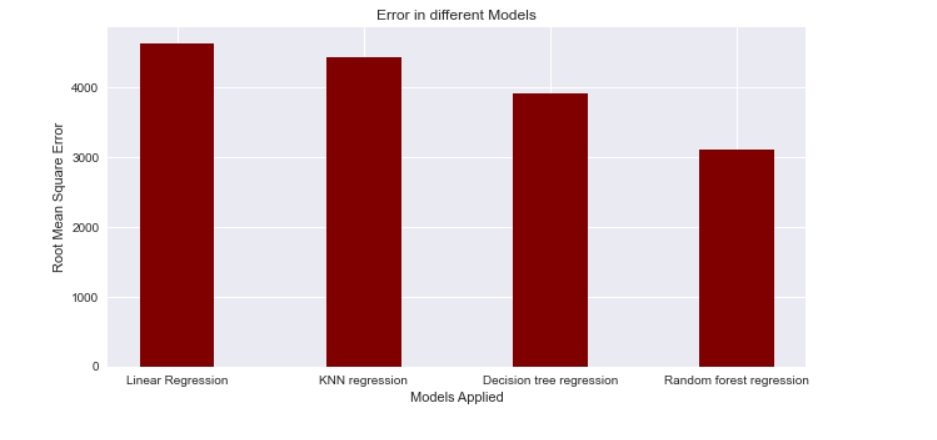 Error in different Models
Root Mean Square Error
4000
3000
2000
1000
0
Linear Regression
KNN regression
Decision tree regression
Random forest regression
Models Applied